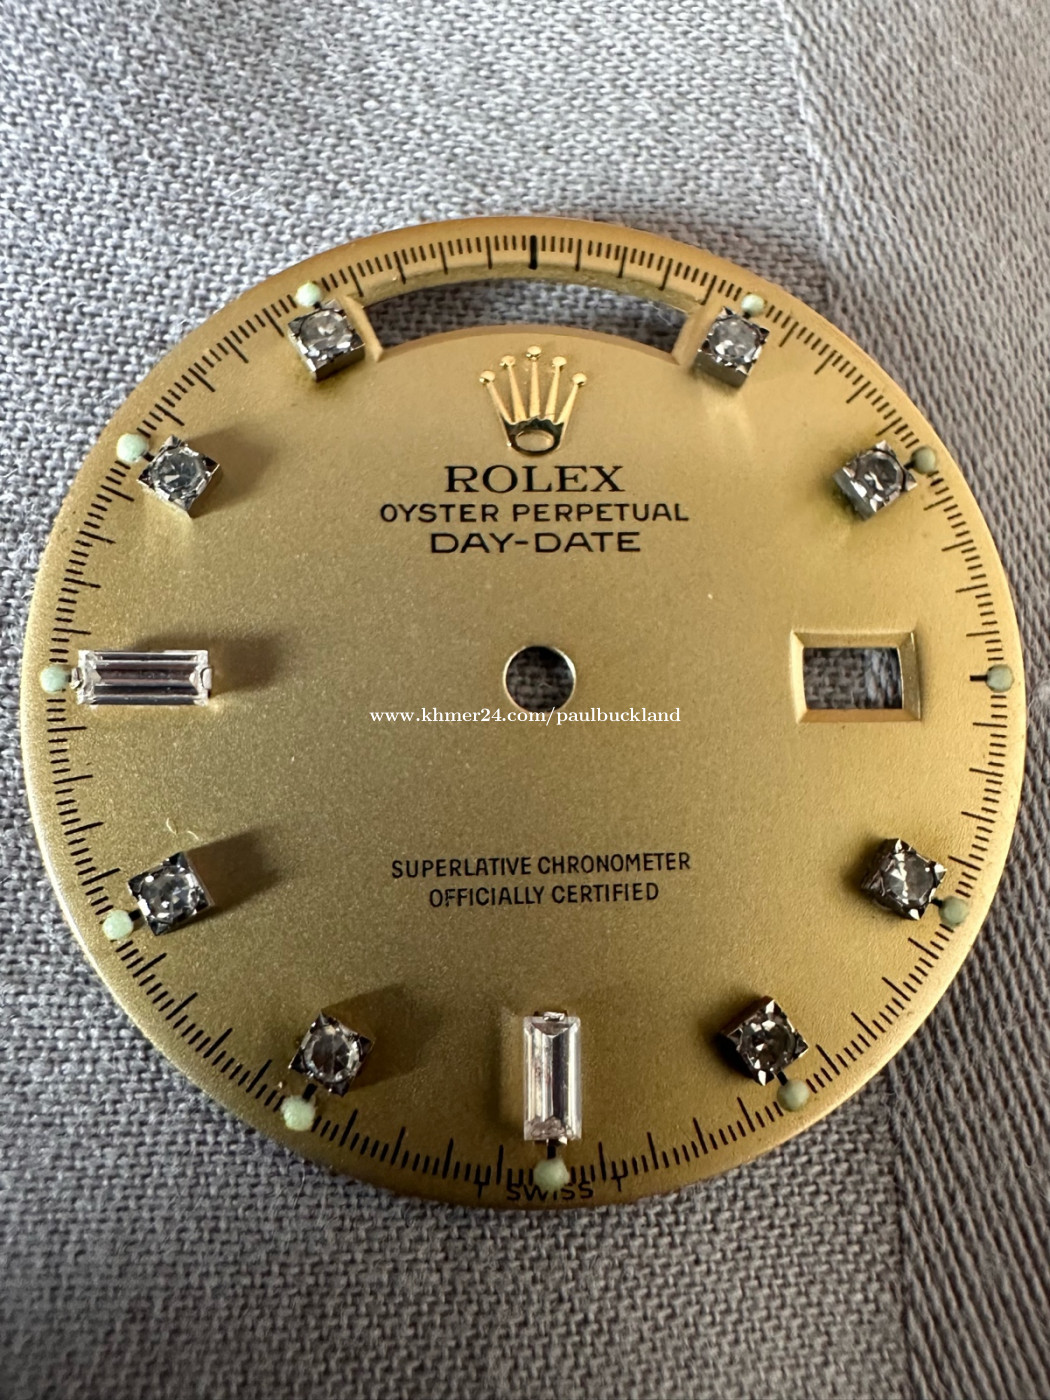 ROLEX
OYSTER PERPETUAL
DAY-DATE
www.khmer24.com/paulbuckland
SUPERLATIVE CHRONOMETER
OFFICIALLY CERTIFIED
SWISS